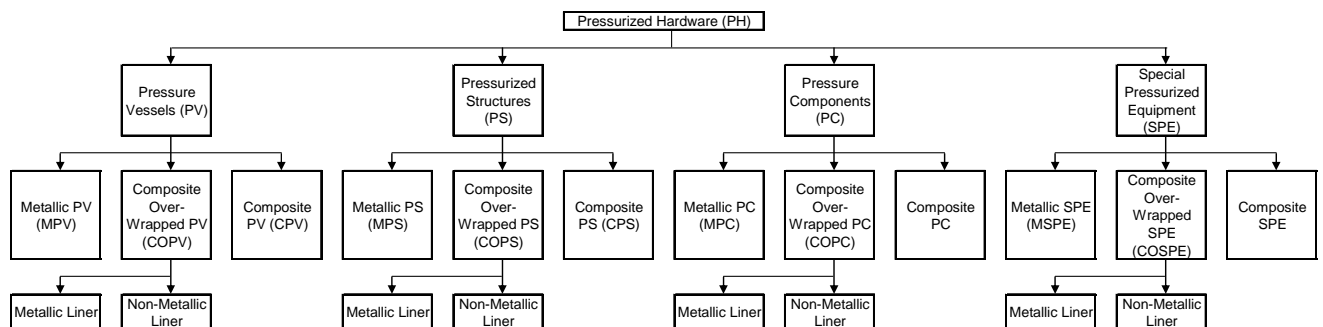 Pressurized Hardware (PH)
Pressure
Vessels (PV)
Pressurized
Structures
(PS)
Pressure
Components
(PC)
Special
Pressurized
Equipment
(SPE)
Metallic PV
(MPV)
Composite
Over-
Wrapped PV
(COPV)
Composite
PV (CPV)
Metallic PS
(MPS)
Composite
Over-
Wrapped PS
(COPS)
Composite
PS (CPS)
Metallic PC
(MPC)
Composite
Over-
Wrapped PC
(COPC)
Composite
PC
Metallic SPE
(MSPE)
Composite
Over-
Wrapped
SPE
(COSPE)
Composite
SPE
Metallic Liner
Non-Metallic
Liner
Metallic Liner
Non-Metallic
Liner
Metallic Liner
Non-Metallic
Liner
Metallic Liner
Non-Metallic
Liner